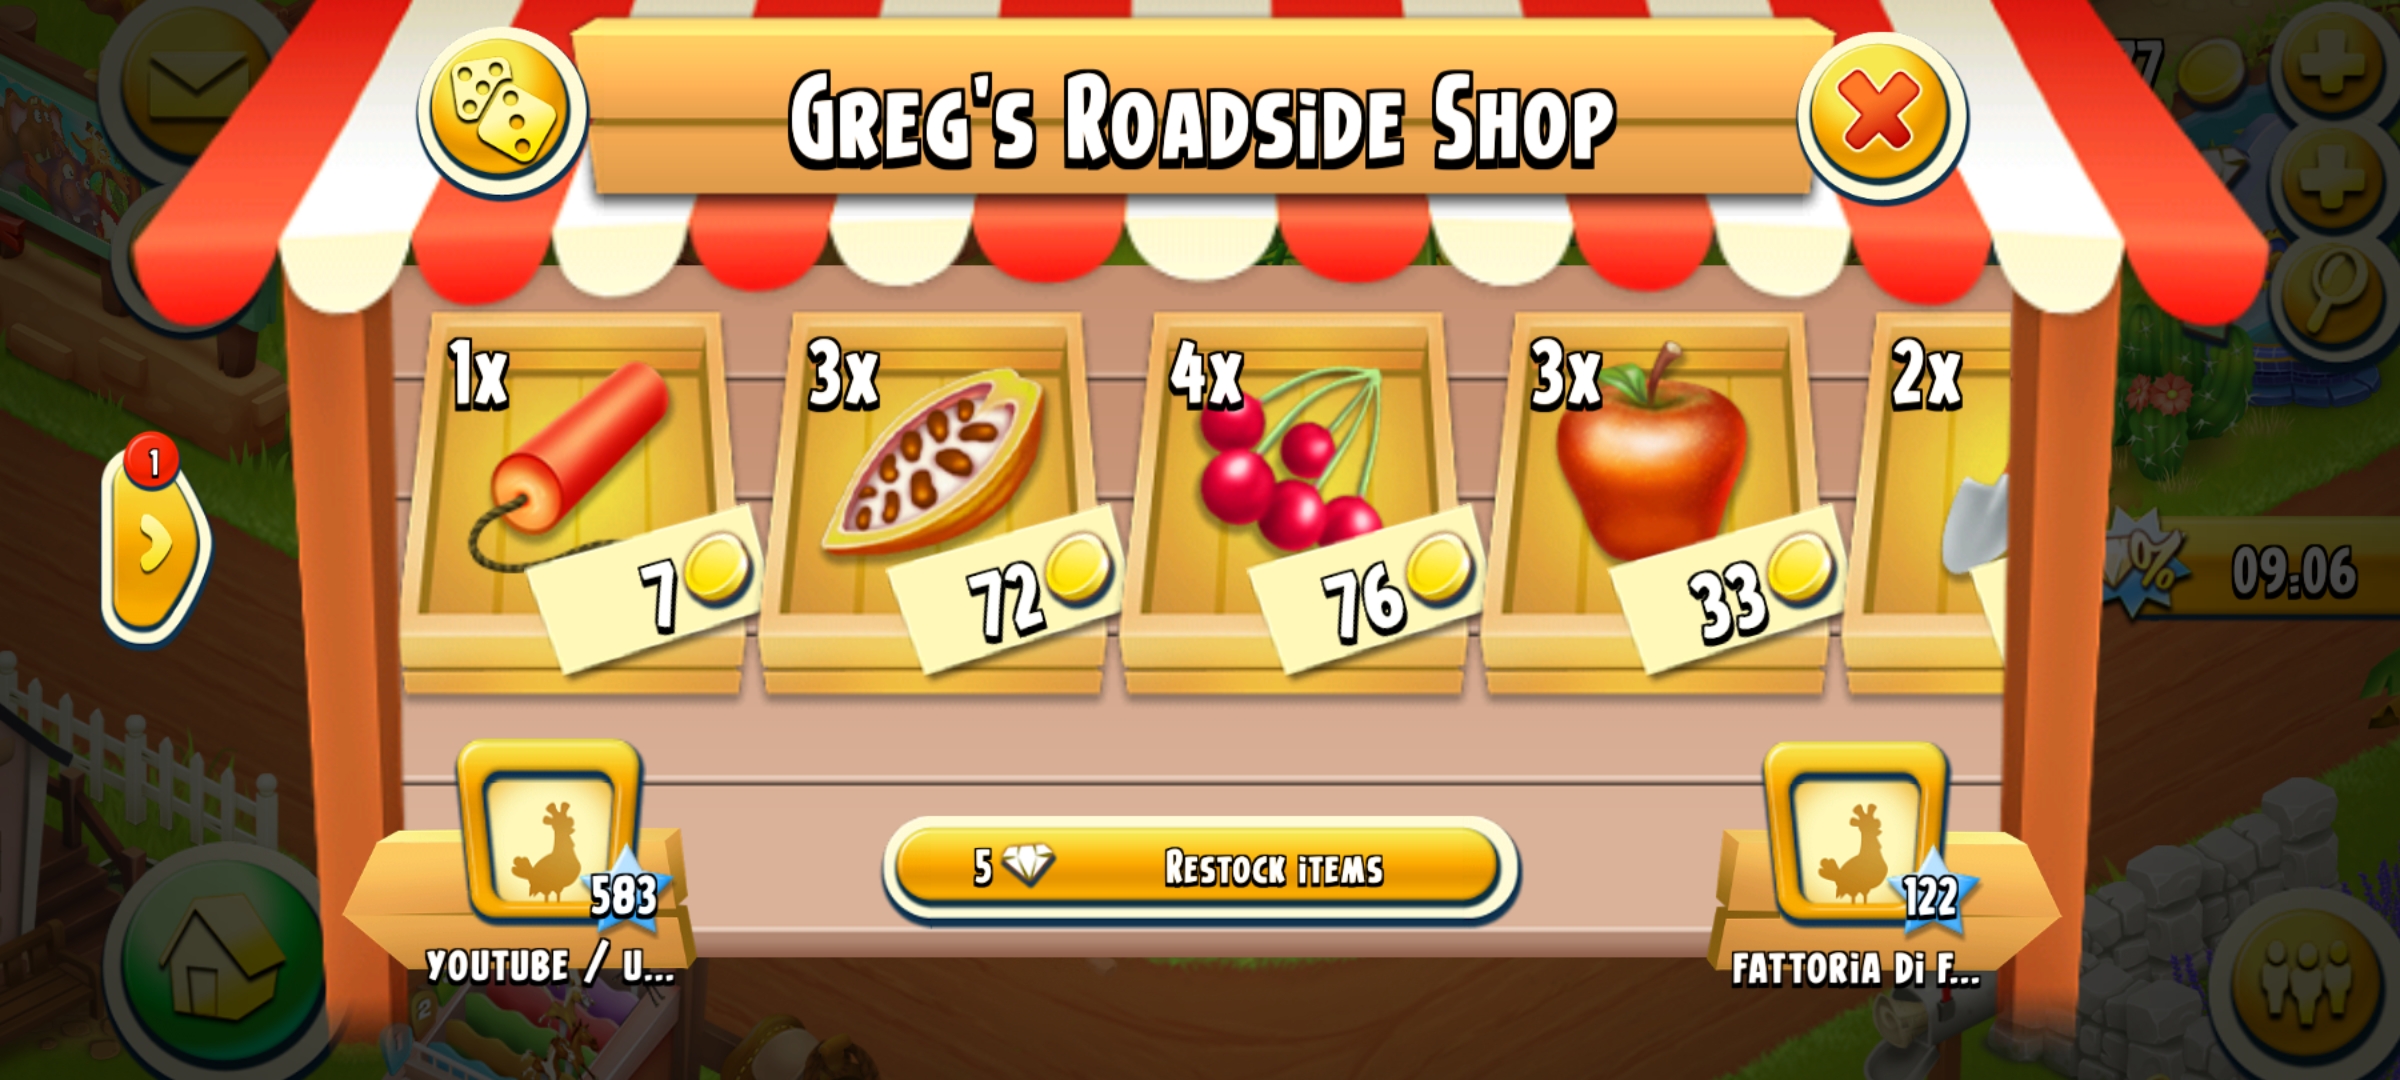 GREG'S ROADSIDE SHOP
1x
3x
4x
3x
2x
7
72
76
33
1
09:06
5 RESTOCK ITEMS
583
122
YOUTUBE / U...
FATTORIA DI F...